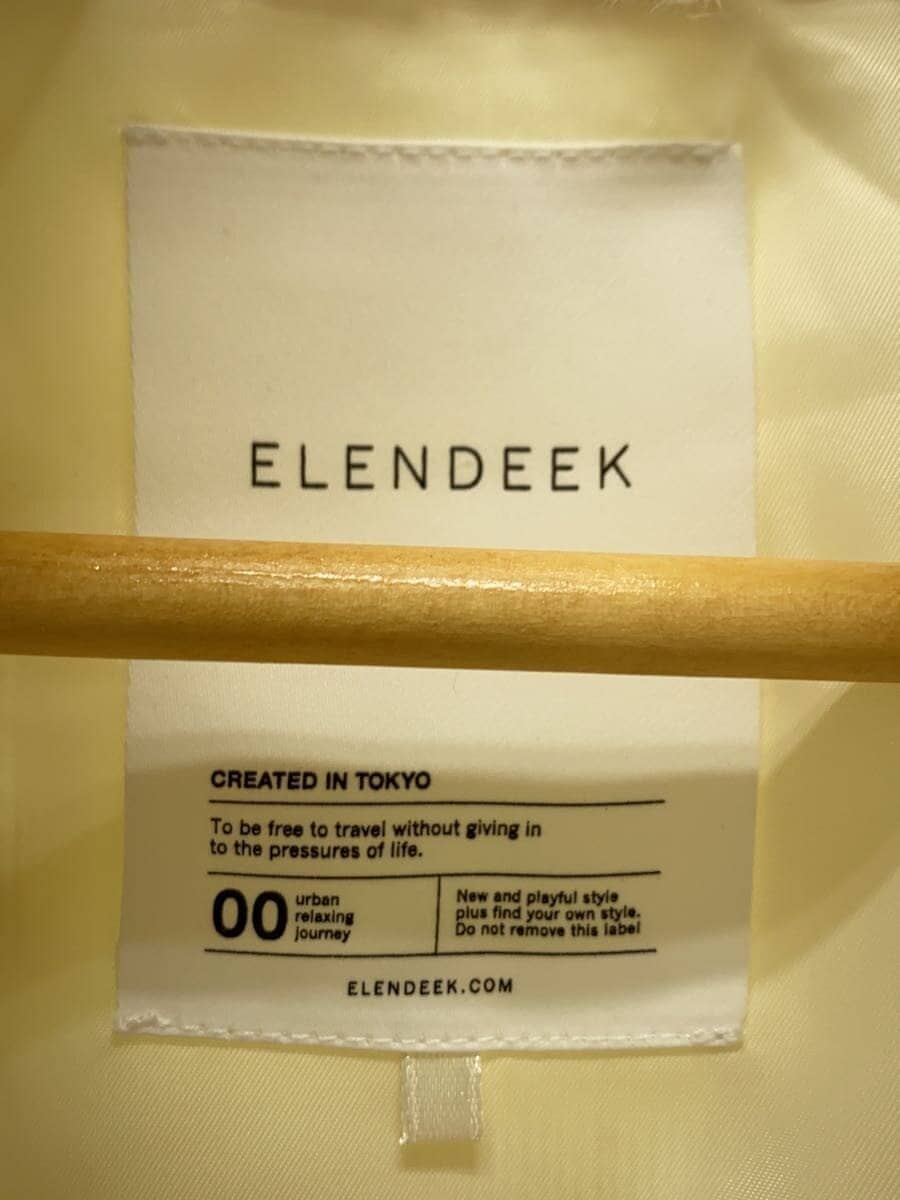 ELENDEEK
CREATED IN TOKYO
To be free to travel without giving in
to the pressures of life.
00
urban
relaxing
journey
New and playful style
plus find your own style.
Do not remove this label
ELENDEEK.COM